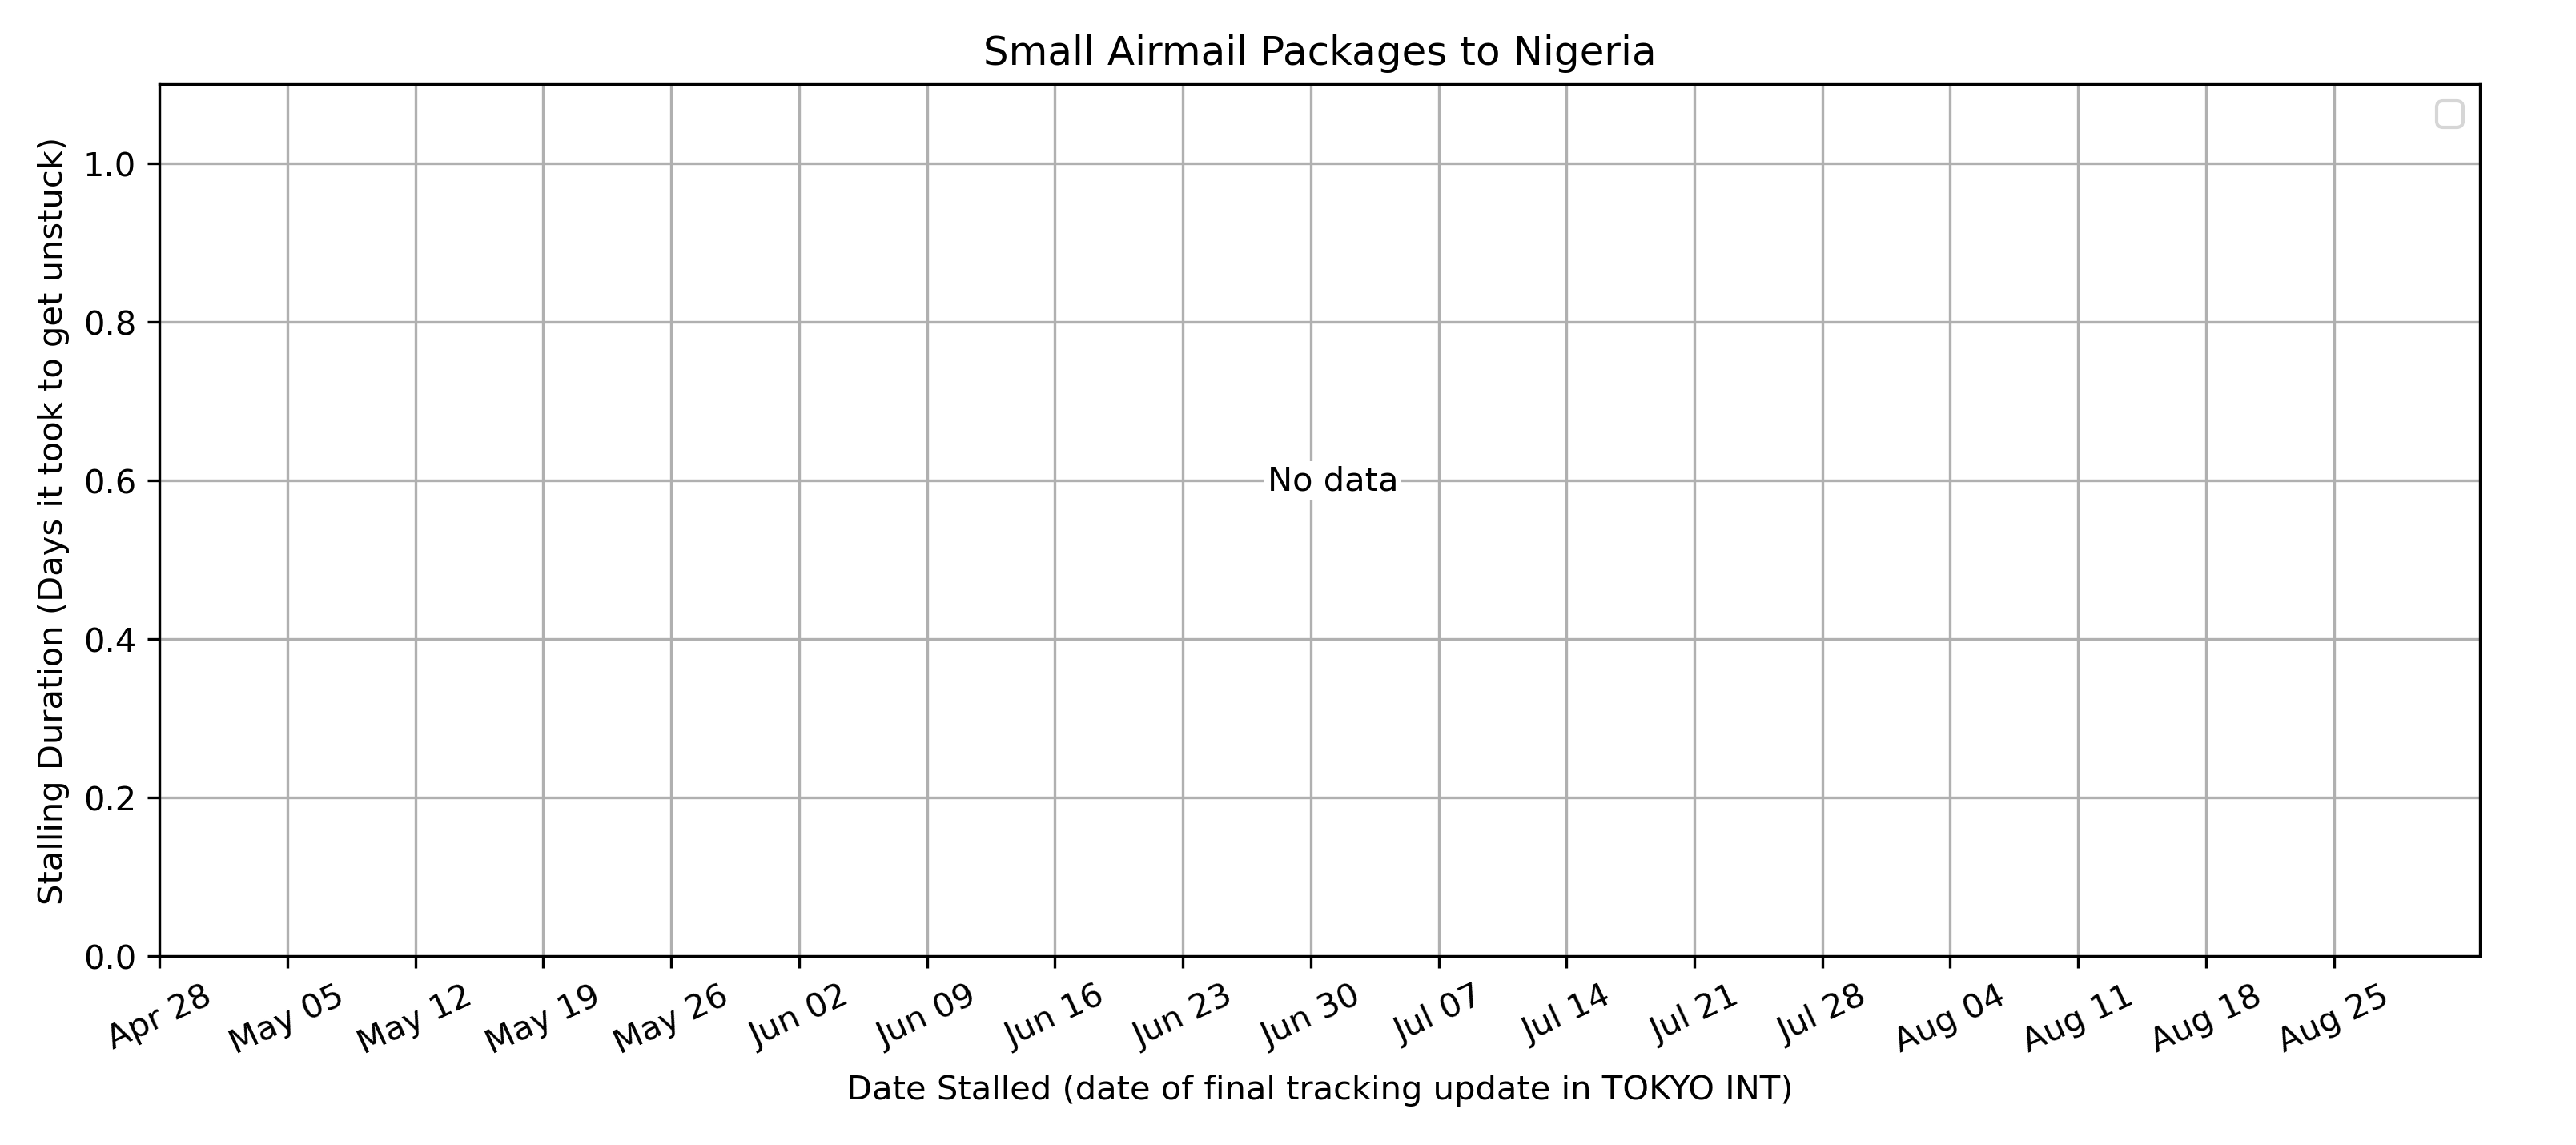 Small Airmail Packages to Nigeria
Stalling Duration (Days it took to get unstuck)
1.0
0.8
0.6
0.4
0.2
0.0
No data
Apr 28
May 05
May 12
May 19
May 26
Jun 02
Jun 09
Jun 16
Jun 23
Jun 30
Jul 07
Jul 14
Jul 21
Jul 28
Aug 04
Aug 11
Aug 18
Aug 25
Date Stalled (date of final tracking update in TOKYO INT)